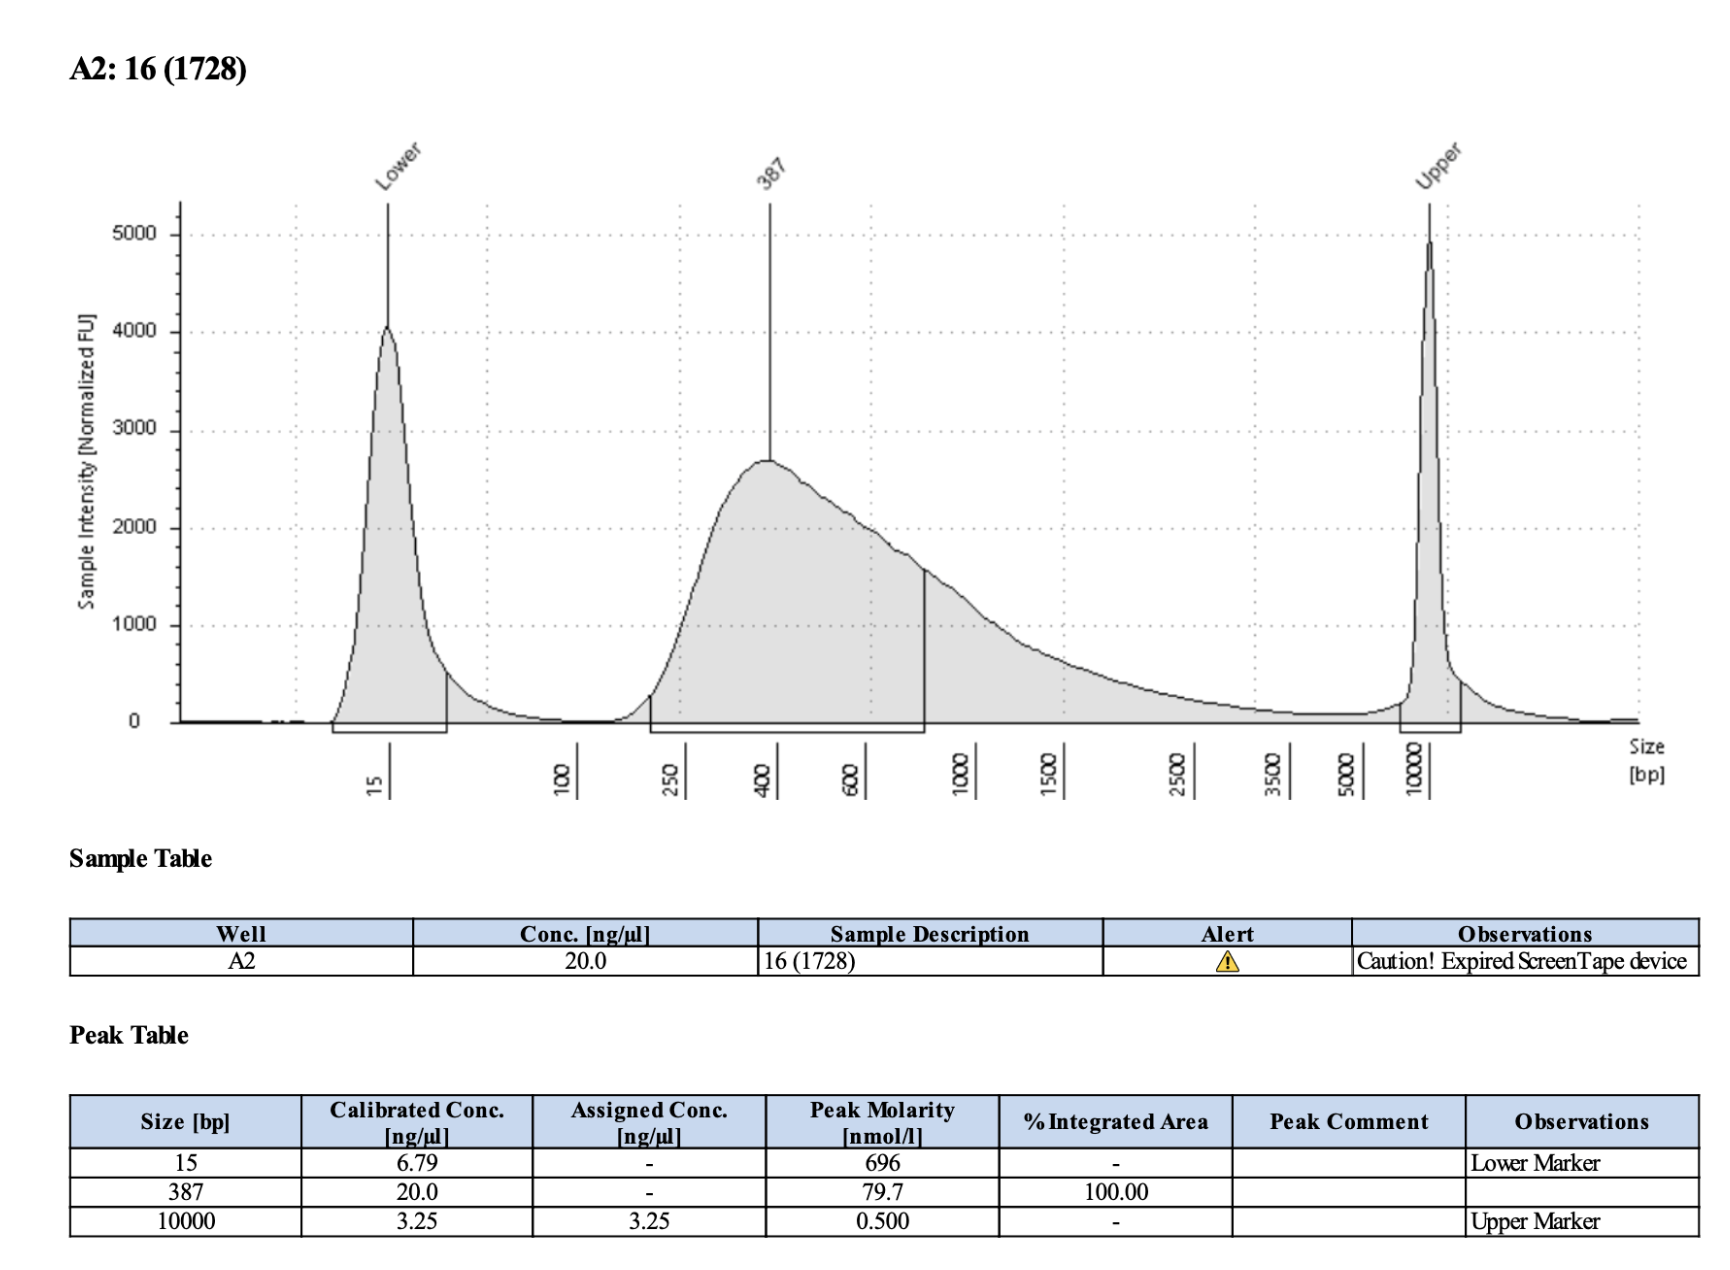 A2: 16 (1728)
Lower
387
Upper
5000
4000
3000
2000
1000
0
Sample Intensity [Normalized FU]
15
100
250
400
600
1000
1500
2500
3500
5000
10000
Size
[bp]
Sample Table
Well Conc. [ng/µl] Sample Description Alert Observations
A2 20.0 16 (1728) Caution! Expired ScreenTape device
Peak Table
Size [bp] Calibrated Conc. [ng/µl] Assigned Conc. [ng/µl] Peak Molarity [nmol/l] % Integrated Area Peak Comment Observations
15 6.79 - 696 - Lower Marker
387 20.0 - 79.7 100.00
10000 3.25 3.25 0.500 - Upper Marker